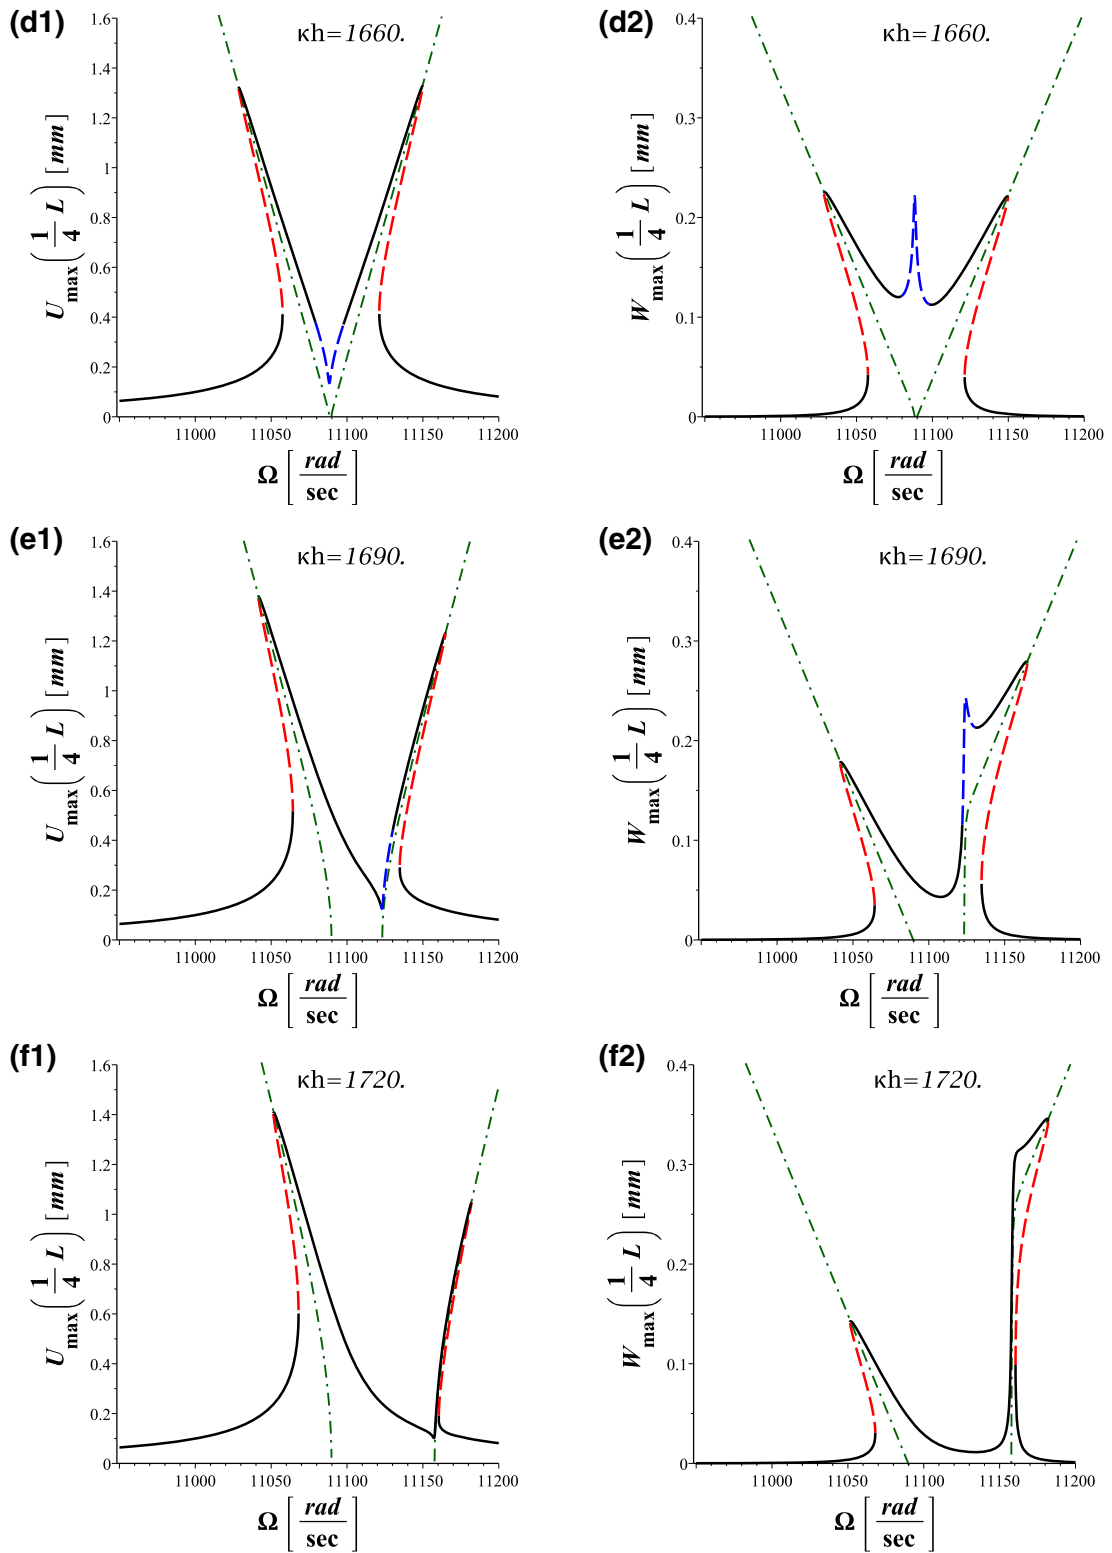 (d1)
κh=1660.
1.6
1.4
1.2
1
0.8
0.6
0.4
0.2
0
U max (1/4 L) [mm]
11000 11050 11100 11150 11200
Ω [rad/sec]
(d2)
κh=1660.
0.4
0.3
0.2
0.1
0
W max (1/4 L) [mm]
11000 11050 11100 11150 11200
Ω [rad/sec]
(e1)
κh=1690.
1.6
1.4
1.2
1
0.8
0.6
0.4
0.2
0
U max (1/4 L) [mm]
11000 11050 11100 11150 11200
Ω [rad/sec]
(e2)
κh=1690.
0.4
0.3
0.2
0.1
0
W max (1/4 L) [mm]
11000 11050 11100 11150 11200
Ω [rad/sec]
(f1)
κh=1720.
1.6
1.4
1.2
1
0.8
0.6
0.4
0.2
0
U max (1/4 L) [mm]
11000 11050 11100 11150 11200
Ω [rad/sec]
(f2)
κh=1720.
0.4
0.3
0.2
0.1
0
W max (1/4 L) [mm]
11000 11050 11100 11150 11200
Ω [rad/sec]